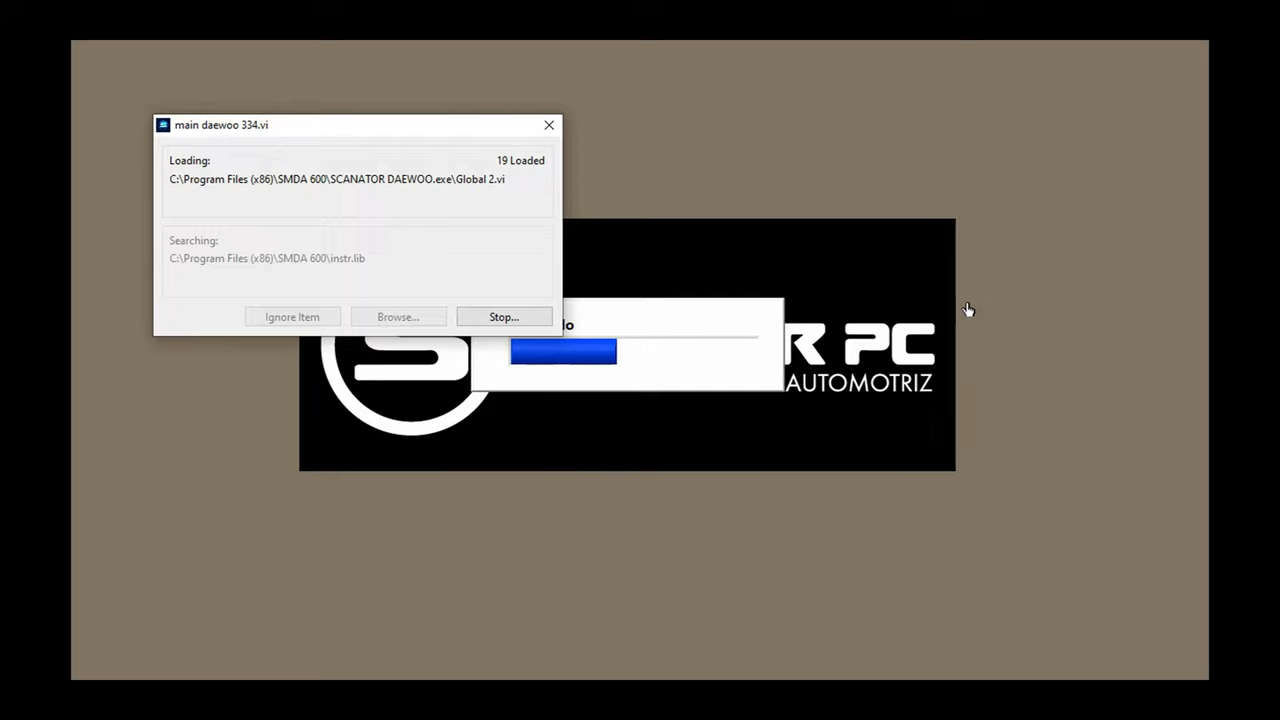 main daewoo 334.vi
Loading: 19 Loaded
C:\Program Files (x86)\SMDA 600\SCANATOR DAEWOO.exe\Global 2.vi
Searching:
C:\Program Files (x86)\SMDA 600\instr.lib
Ignore Item Browse... Stop...
R PC
AUTOMOTRIZ